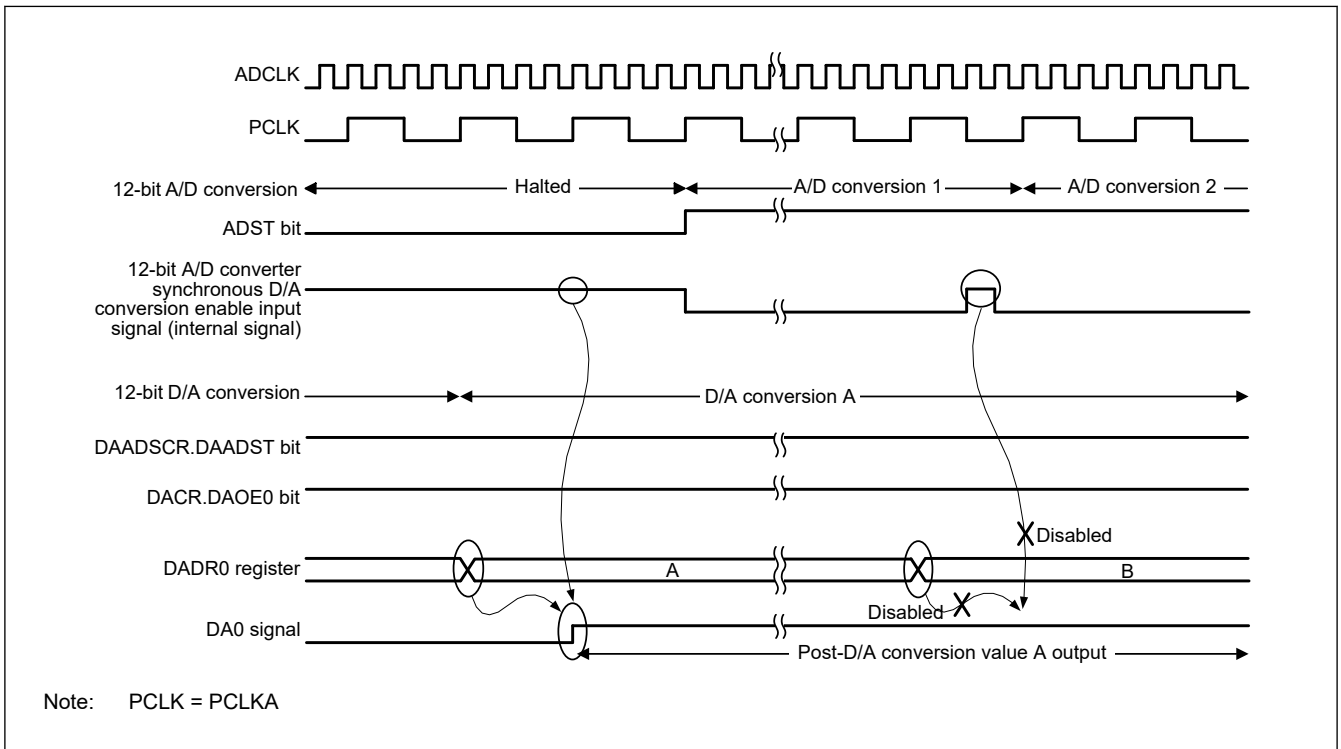 ADCLK
PCLK
12-bit A/D conversion
Halted
A/D conversion 1
A/D conversion 2
ADST bit
12-bit A/D converter
synchronous D/A
conversion enable input
signal (internal signal)
12-bit D/A conversion
D/A conversion A
DAADSCR.DAADST bit
DACR.DAOE0 bit
Disabled
DADR0 register
A
B
Disabled
DA0 signal
Post-D/A conversion value A output
Note: PCLK = PCLKA